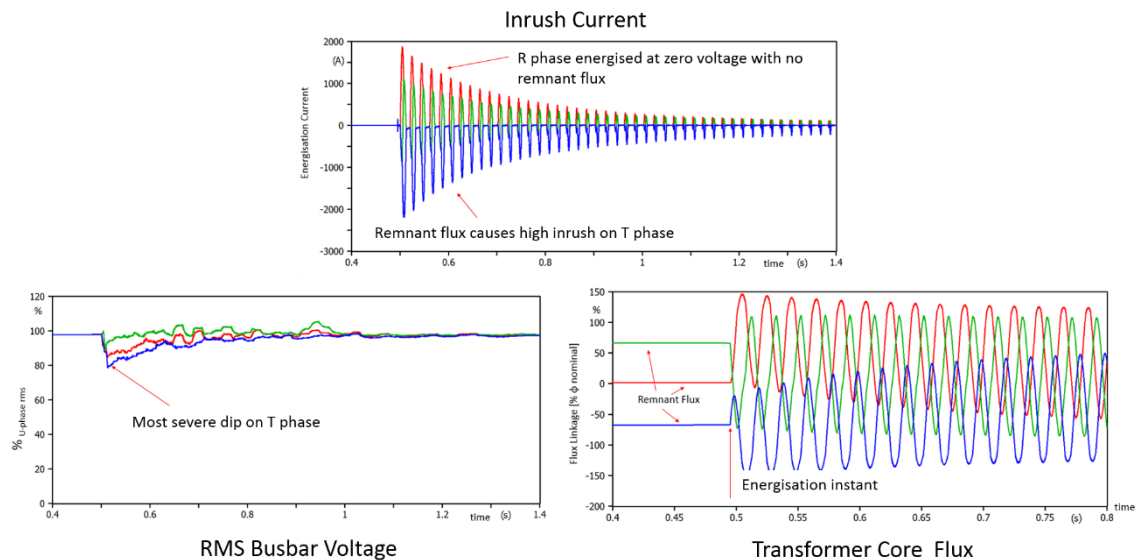 Inrush Current
2000
(A)
1000
0
-1000
-2000
-3000
Energisation Current
R phase energised at zero voltage with no
remnant flux
Remnant flux causes high inrush on T phase
0.4
0.6
0.8
1
1.2
1.4
time (s)
120
%
100
80
60
40
20
0
% U-phase rms
Most severe dip on T phase
0.4
0.6
0.8
1
1.2
1.4
time (s)
RMS Busbar Voltage
150
%
100
50
0
-50
-100
-150
-200
Flux Linkage [% ϕ nominal]
Remnant Flux
Energisation instant
0.4
0.45
0.5
0.55
0.6
0.65
0.7
0.75
(s)
0.8
time
Transformer Core Flux